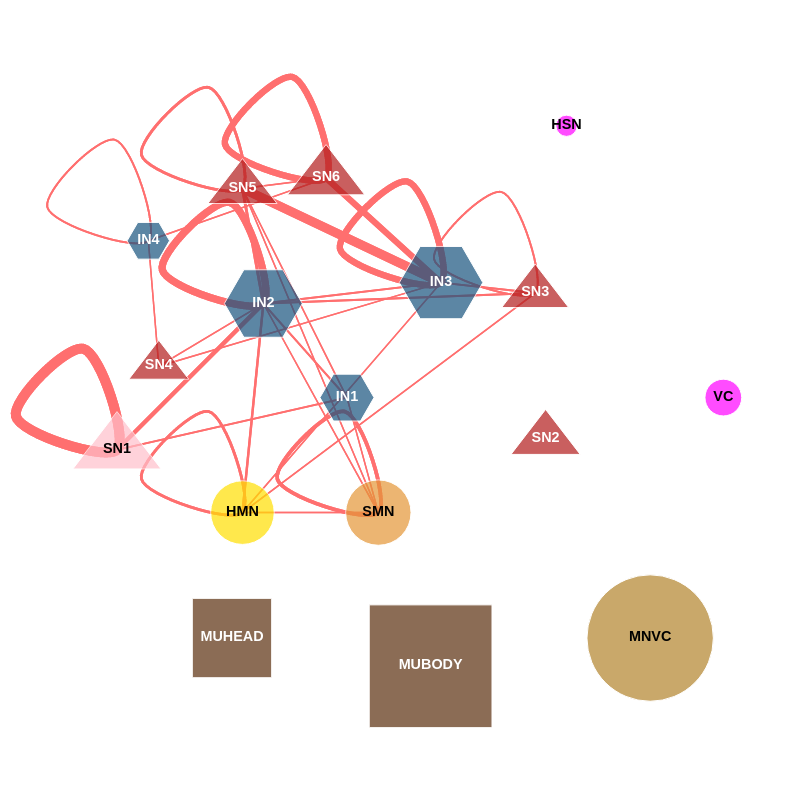 HSN
SN6
SN5
IN4
IN3
SN3
IN2
SN4
IN1
VC
SN2
SN1
HMN
SMN
MUHEAD
MNVC
MUBODY